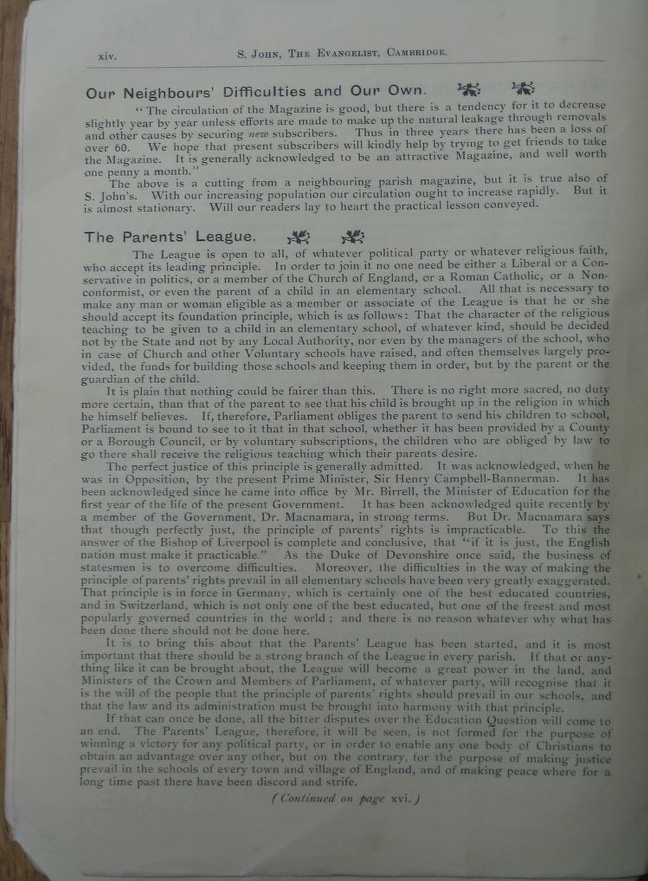 xiv.
S. John, The Evangelist, Cambridge.
Our Neighbours' Difficulties and Our Own.
"The circulation of the Magazine is good, but there is a tendency for it to decrease
slightly year by year unless efforts are made to make up the natural leakage through removals
and other causes by securing new subscribers. Thus in three years there has been a loss of
over 60. We hope that present subscribers will kindly help by trying to get friends to take
the Magazine. It is generally acknowledged to be an attractive Magazine, and well worth
one penny a month."
The above is a cutting from a neighbouring parish magazine, but it is true also of
S. John's. With our increasing population our circulation ought to increase rapidly. But it
is almost stationary. Will our readers lay to heart the practical lesson conveyed.
The Parents' League.
The League is open to all, of whatever political party or whatever religious faith,
who accept its leading principle. In order to join it no one need be either a Liberal or a Con-
servative in politics, or a member of the Church of England, or a Roman Catholic, or a Non-
conformist, or even the parent of a child in an elementary school. All that is necessary to
make any man or woman eligible as a member or associate of the League is that he or she
should accept its foundation principle, which is as follows: That the character of the religious
teaching to be given to a child in an elementary school, of whatever kind, should be decided
not by the State and not by any Local Authority, nor even by the managers of the school, who
in case of Church and other Voluntary schools have raised, and often themselves largely pro-
vided, the funds for building those schools and keeping them in order, but by the parent or the
guardian of the child.
It is plain that nothing could be fairer than this. There is no right more sacred, no duty
more certain, than that of the parent to see that his child is brought up in the religion in which
he himself believes. If, therefore, Parliament obliges the parent to send his children to school,
Parliament is bound to see to it that in that school, whether it has been provided by a County
or a Borough Council, or by voluntary subscriptions, the children who are obliged by law to
go there shall receive the religious teaching which their parents desire.
The perfect justice of this principle is generally admitted. It was acknowledged, when he
was in Opposition, by the present Prime Minister, Sir Henry Campbell-Bannerman. It has
been acknowledged since he came into office by Mr. Birrell, the Minister of Education for the
first year of the life of the present Government. It has been acknowledged quite recently by
a member of the Government, Dr. Macnamara, in strong terms. But Dr. Macnamara says
that though perfectly just, the principle of parents' rights is impracticable. To this the
answer of the Bishop of Liverpool is complete and conclusive, that "if it is just, the English
nation must make it practicable." As the Duke of Devonshire once said, the business of
statesmen is to overcome difficulties. Moreover, the difficulties in the way of making the
principle of parents' rights prevail in all elementary schools have been very greatly exaggerated.
That principle is in force in Germany, which is certainly one of the best educated countries,
and in Switzerland, which is not only one of the best educated, but one of the freest and most
popularly governed countries in the world; and there is no reason whatever why what has
been done there should not be done here.
It is to bring this about that the Parents' League has been started, and it is most
important that there should be a strong branch of the League in every parish. If that or any-
thing like it can be brought about, the League will become a great power in the land, and
Ministers of the Crown and Members of Parliament, of whatever party, will recognise that it
is the will of the people that the principle of parents' rights should prevail in our schools, and
that the law and its administration must be brought into harmony with that principle.
If that can once be done, all the bitter disputes over the Education Question will come to
an end. The Parents' League, therefore, it will be seen, is not formed for the purpose of
winning a victory for any political party, or in order to enable any one body of Christians to
obtain an advantage over any other, but on the contrary, for the purpose of making justice
prevail in the schools of every town and village of England, and of making peace where for a
long time past there have been discord and strife.
(Continued on page xvi.)